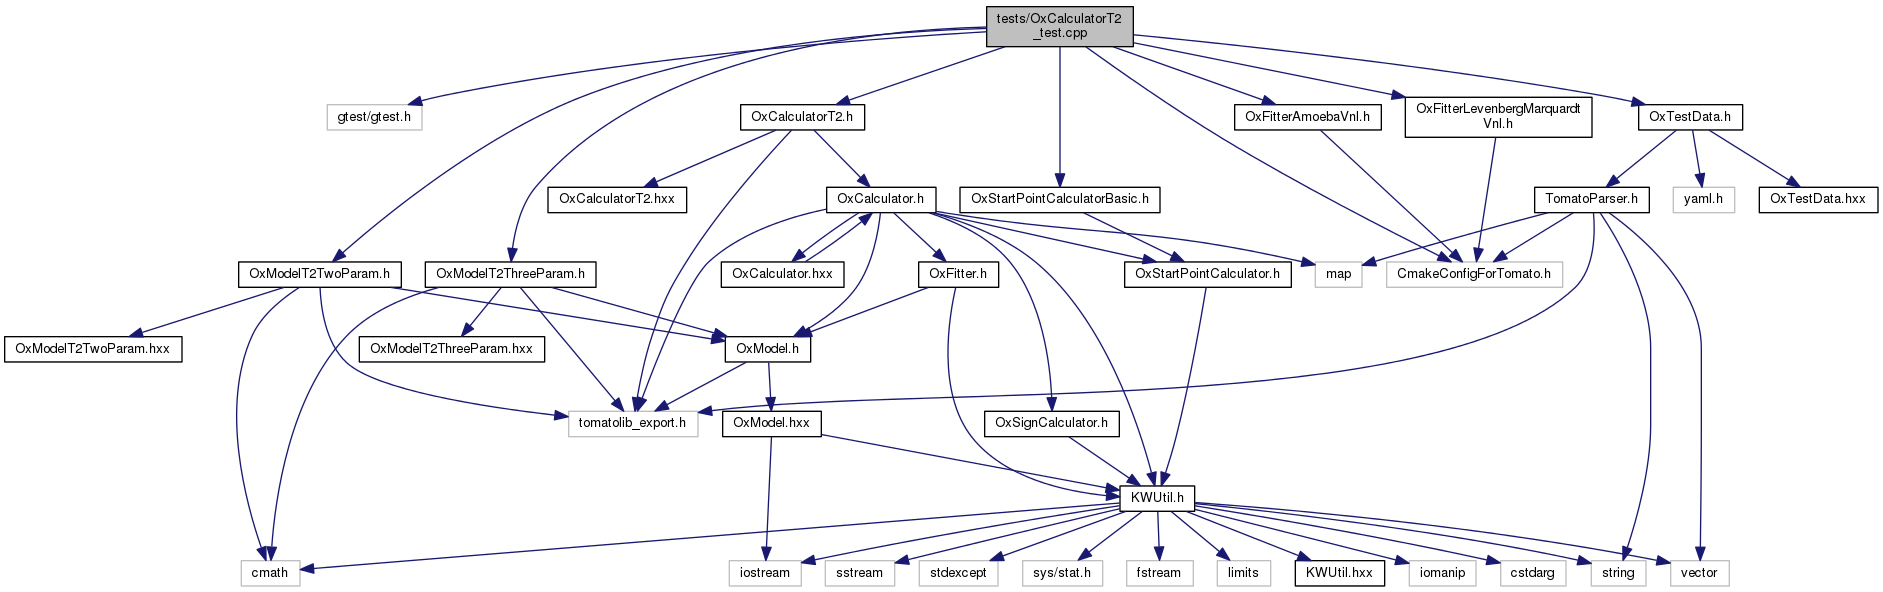 tests/OxCalculatorT2
_test.cpp
gtest/gtest.h
OxCalculatorT2.h
OxFitterAmoebaVnl.h
OxFitterLevenbergMarquardt
Vnl.h
OxTestData.h
OxCalculatorT2.hxx
OxCalculator.h
OxStartPointCalculatorBasic.h
TomatoParser.h
yaml.h
OxTestData.hxx
OxModelT2TwoParam.h
OxModelT2ThreeParam.h
OxCalculator.hxx
OxFitter.h
OxStartPointCalculator.h
map
CmakeConfigForTomato.h
OxModelT2TwoParam.hxx
OxModelT2ThreeParam.hxx
OxModel.h
tomatolib_export.h
OxModel.hxx
OxSignCalculator.h
KWUtil.h
cmath
iostream
sstream
stdexcept
sys/stat.h
fstream
limits
KWUtil.hxx
iomanip
cstdarg
string
vector